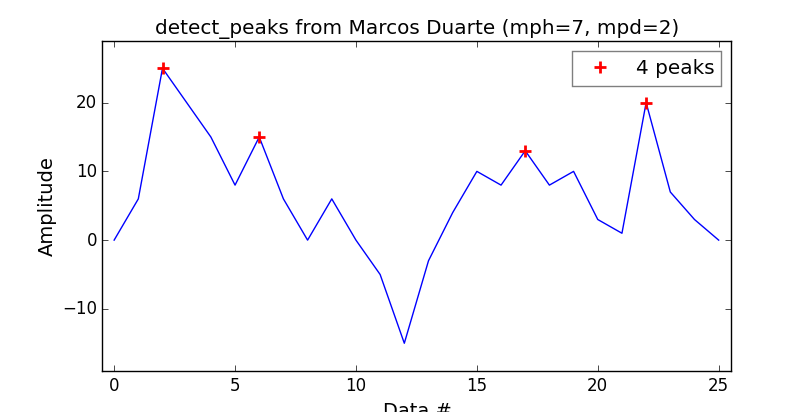 detect_peaks from Marcos Duarte (mph=7, mpd=2)
4 peaks
Amplitude
20
10
0
−10
0 5 10 15 20 25
Data #